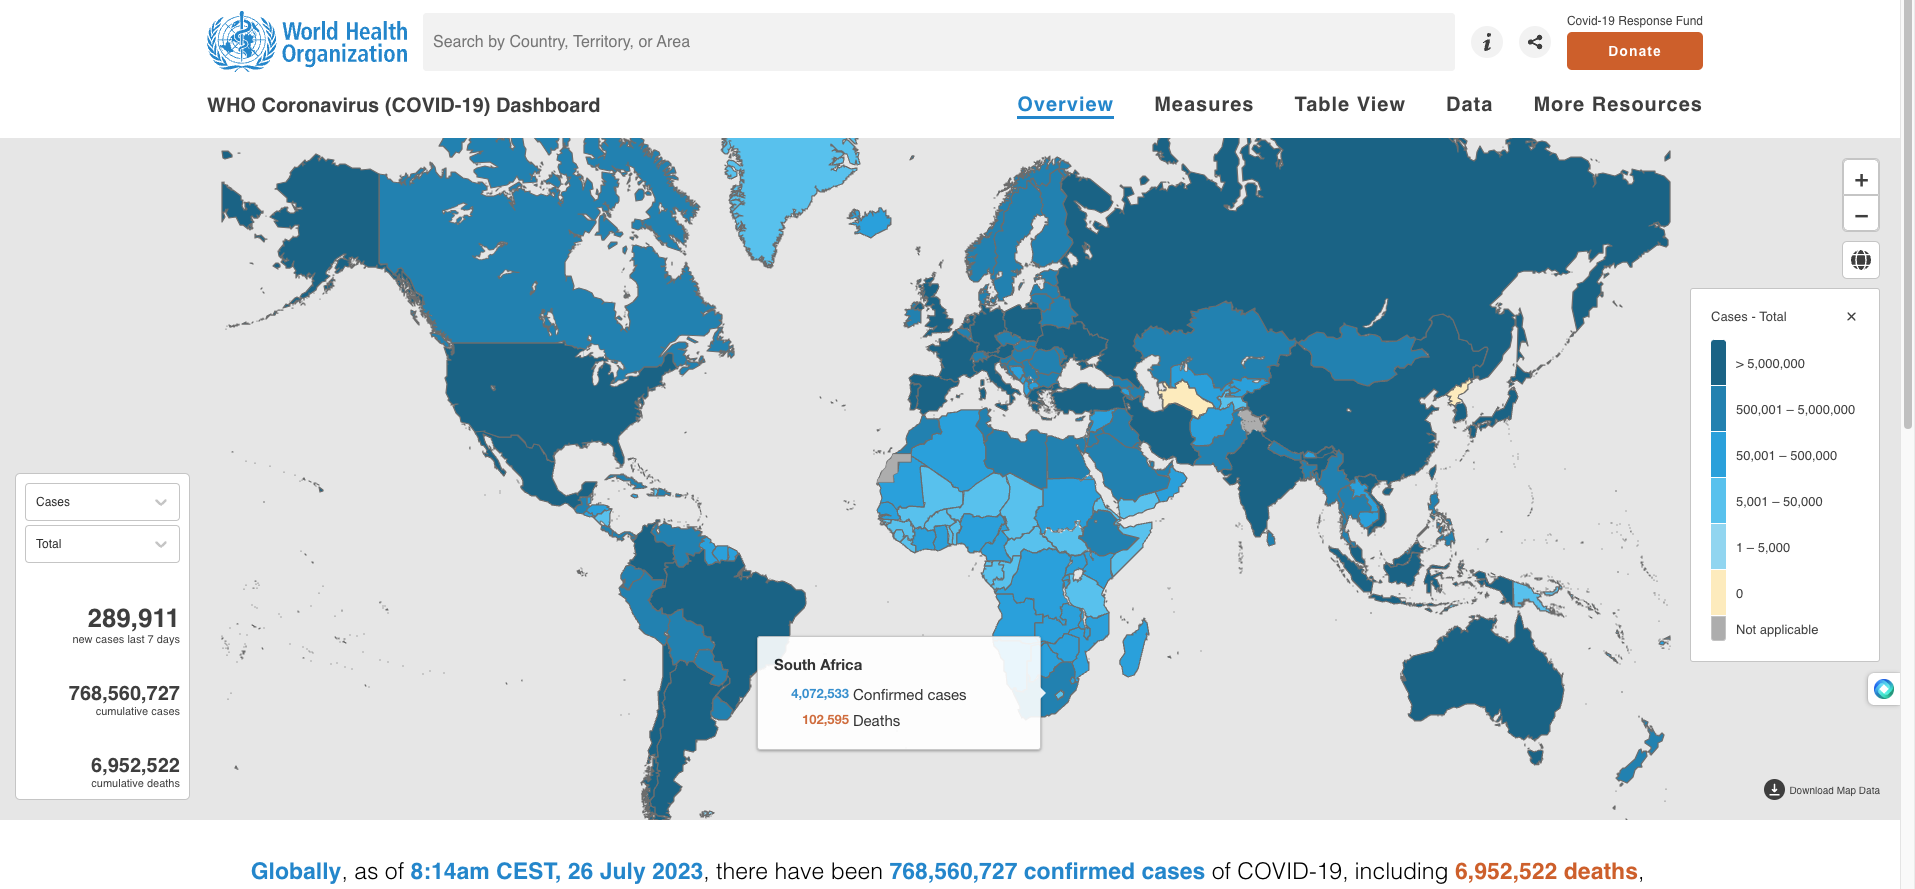 World Health
Organization
Search by Country, Territory, or Area
Covid-19 Response Fund
Donate
WHO Coronavirus (COVID-19) Dashboard
Overview
Measures
Table View
Data
More Resources
+
−
Cases - Total
> 5,000,000
500,001 – 5,000,000
50,001 – 500,000
5,001 – 50,000
1 – 5,000
0
Not applicable
Cases
Total
289,911
new cases last 7 days
768,560,727
cumulative cases
6,952,522
cumulative deaths
South Africa
4,072,533 Confirmed cases
102,595 Deaths
Download Map Data
Globally, as of 8:14am CEST, 26 July 2023, there have been 768,560,727 confirmed cases of COVID-19, including 6,952,522 deaths,